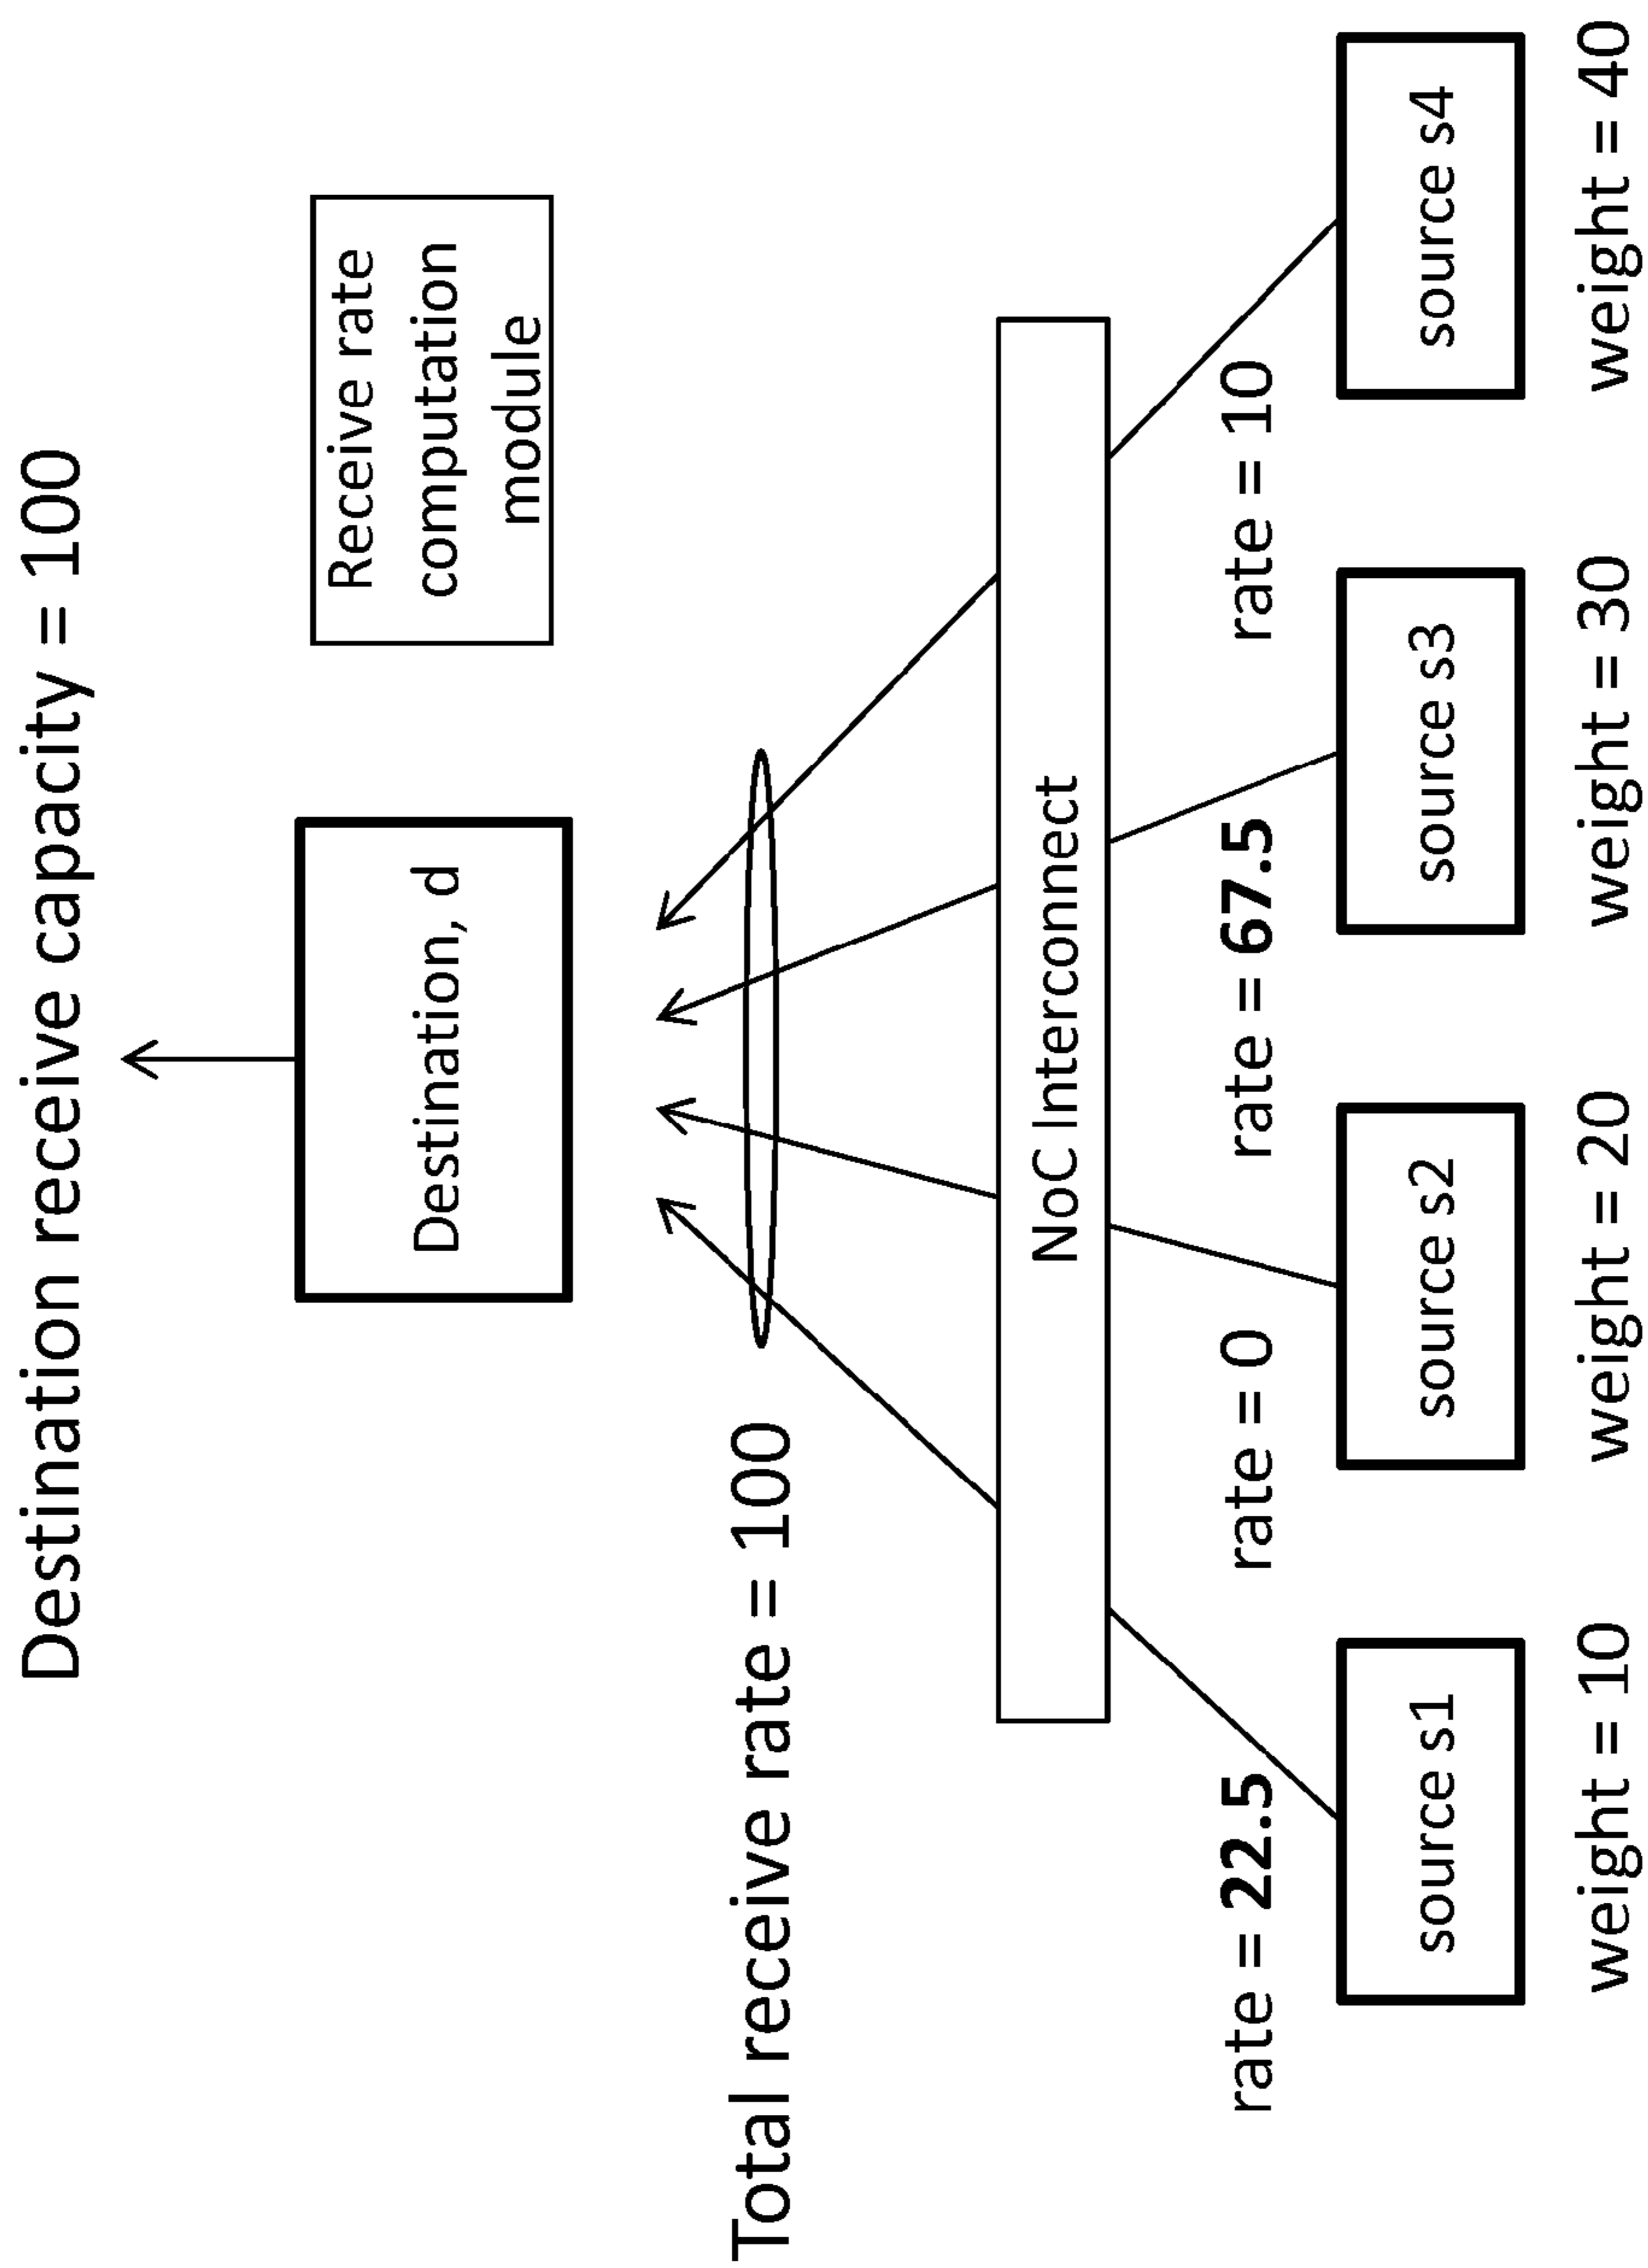 Destination receive capacity = 100
Destination, d
Receive rate
computation
module
Total receive rate = 100
NoC Interconnect
rate = 22.5
rate = 0
rate = 67.5
rate = 10
source s1
source s2
source s3
source s4
weight = 10
weight = 20
weight = 30
weight = 40